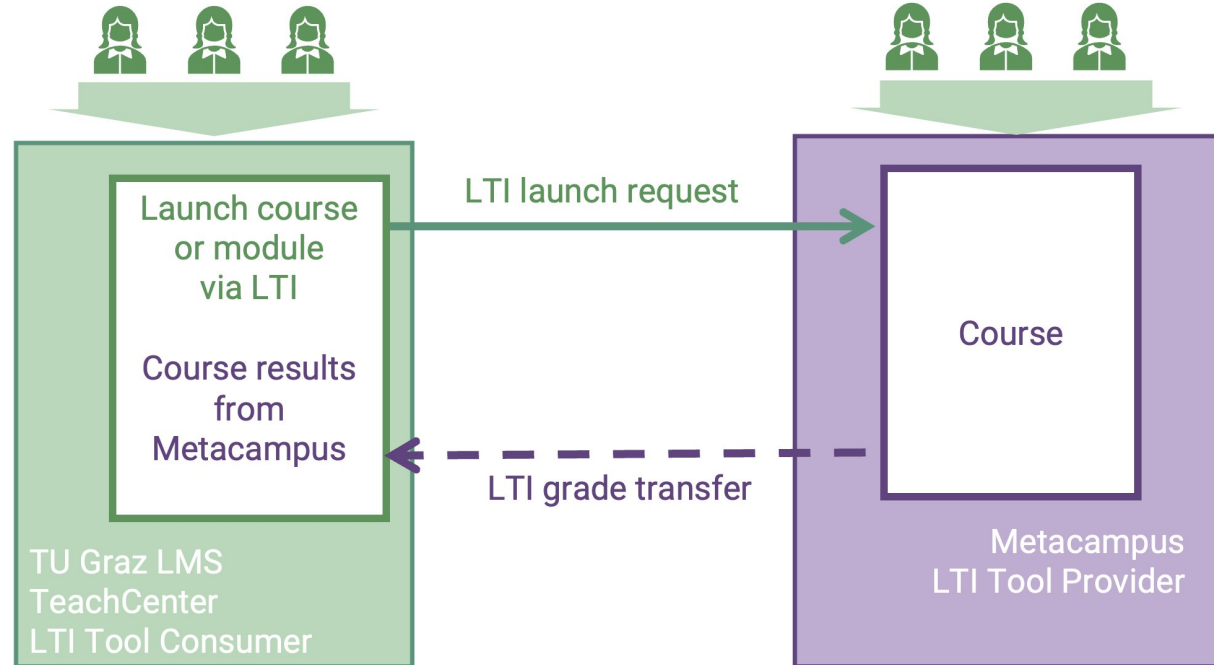 Launch course
or module
via LTI
Course results
from
Metacampus
TU Graz LMS
TeachCenter
LTI Tool Consumer
LTI launch request
LTI grade transfer
Course
Metacampus
LTI Tool Provider